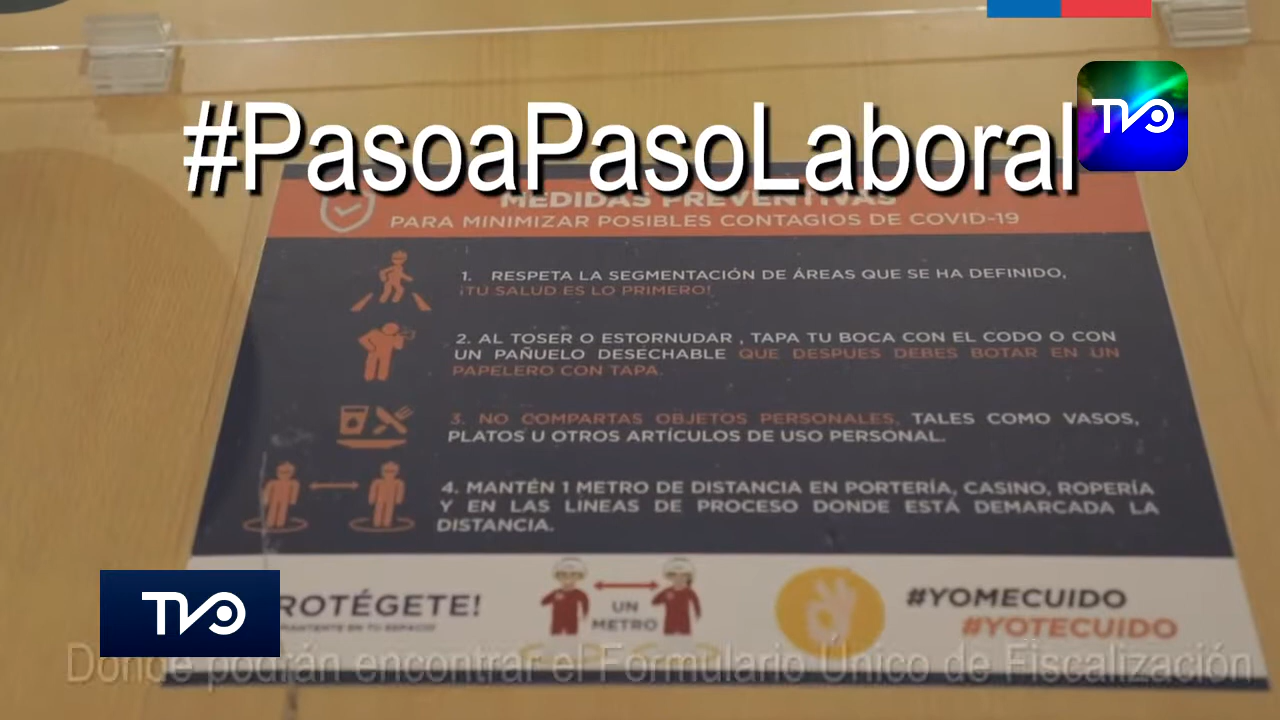 #PasoaPasoLaboral
TVO
MEDIDAS PREVENTIVAS
PARA MINIMIZAR POSIBLES CONTAGIOS DE COVID-19
1. RESPETA LA SEGMENTACIÓN DE ÁREAS QUE SE HA DEFINIDO,
¡TU SALUD ES LO PRIMERO!
2. AL TOSER O ESTORNUDAR , TAPA TU BOCA CON EL CODO O CON
UN PAÑUELO DESECHABLE QUE DESPUES DEBES BOTAR EN UN
PAPELERO CON TAPA.
3. NO COMPARTAS OBJETOS PERSONALES, TALES COMO VASOS,
PLATOS U OTROS ARTÍCULOS DE USO PERSONAL.
4. MANTÉN 1 METRO DE DISTANCIA EN PORTERÍA, CASINO, ROPERÍA
Y EN LAS LINEAS DE PROCESO DONDE ESTÁ DEMARCADA LA
DISTANCIA.
ROTÉGETE!
MANTENTE EN TU ESPACIO
UN
METRO
#YOMECUIDO
#YOTECUIDO
TVO
Donde podrán encontrar el Formulario Único de Fiscalización